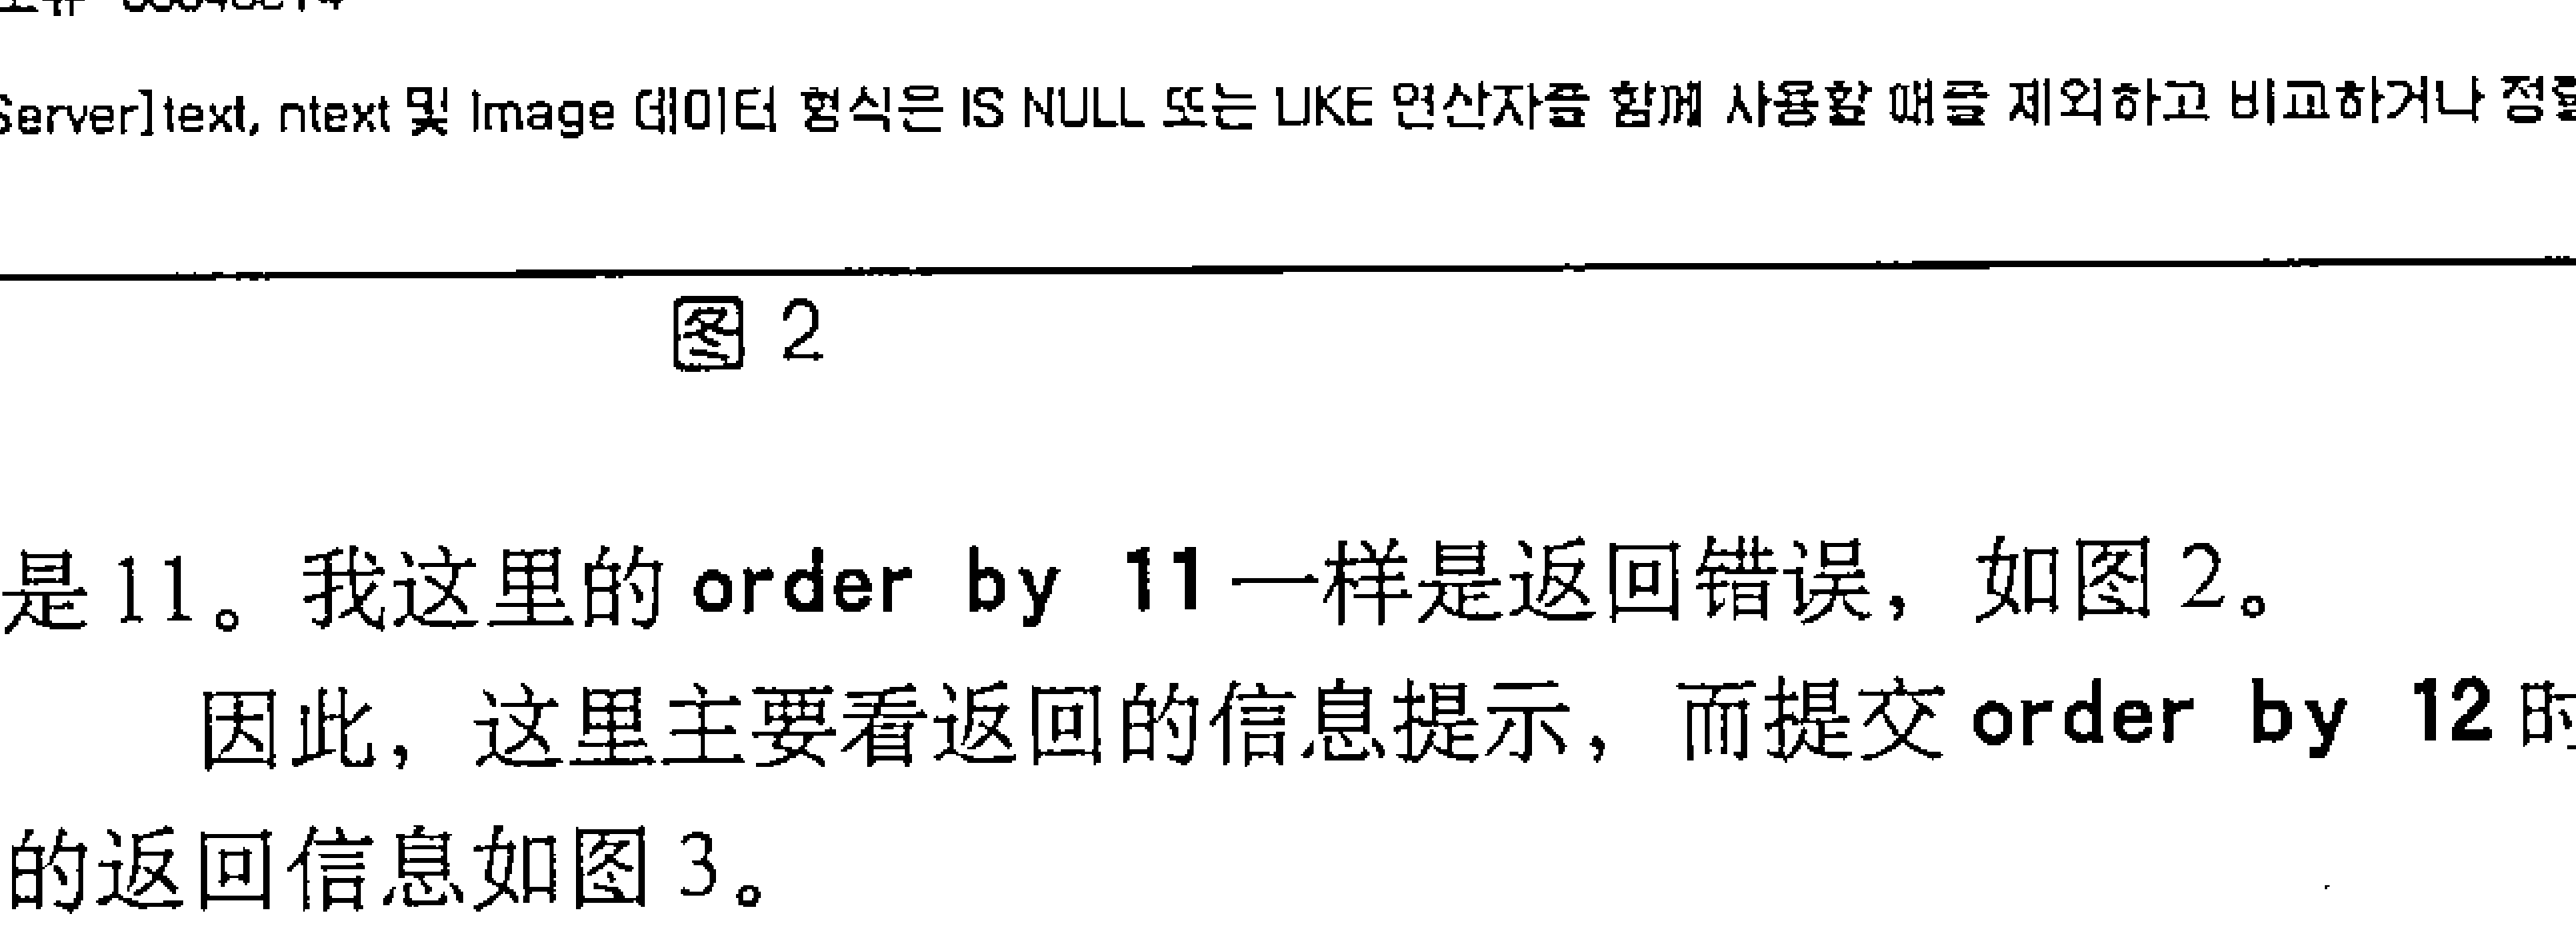 Server] text, ntext 및 Image 데이터 형식은 IS NULL 또는 LIKE 연산자를 함께 사용할 때를 제외하고 비교하거나
图 2
是11。我这里的 order by 11 一样是返回错误，如图2。
因此，这里主要看返回的信息提示，而提交 order by 12 时
的返回信息如图 3。